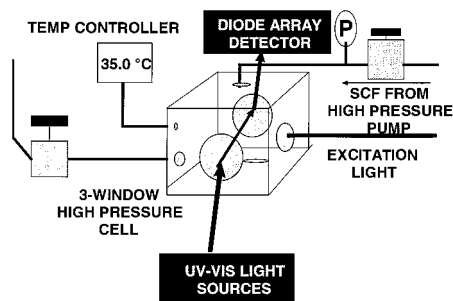 TEMP CONTROLLER
35.0 °C
DIODE ARRAY
DETECTOR
P
SCF FROM
HIGH PRESSURE
PUMP
EXCITATION
LIGHT
3-WINDOW
HIGH PRESSURE
CELL
UV-VIS LIGHT
SOURCES